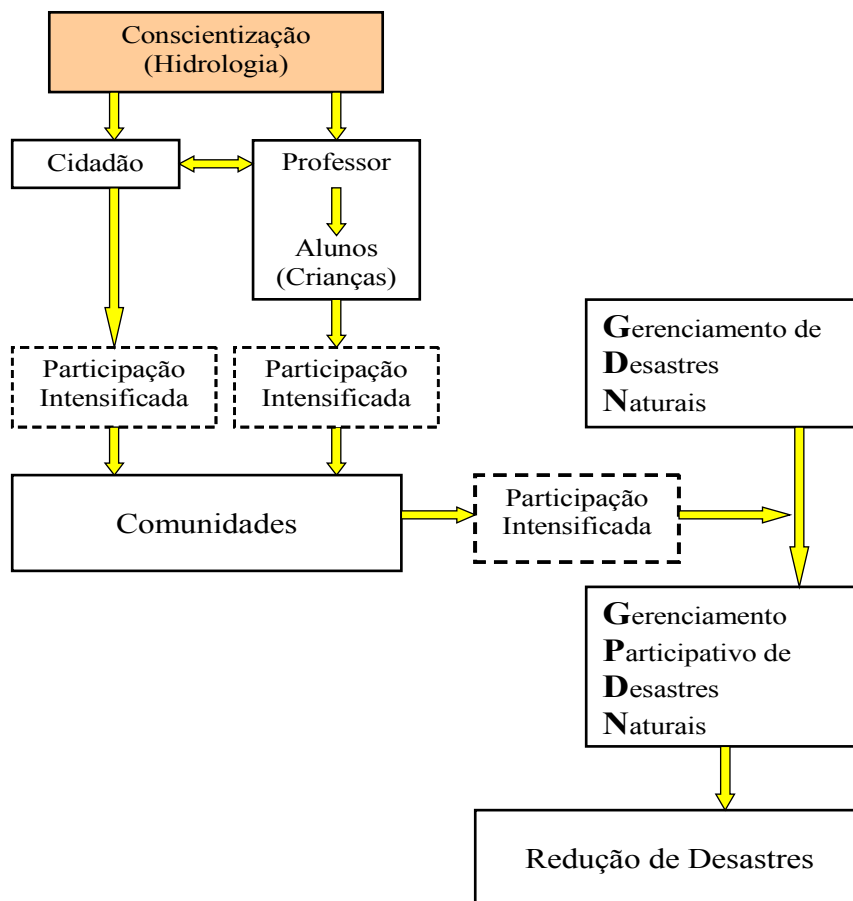 Conscientização
(Hidrologia)
Cidadão
Professor
Alunos
(Crianças)
Participação
Intensificada
Participação
Intensificada
Comunidades
Participação
Intensificada
Gerenciamento de
Desastres
Naturais
Gerenciamento
Participativo de
Desastres
Naturais
Redução de Desastres